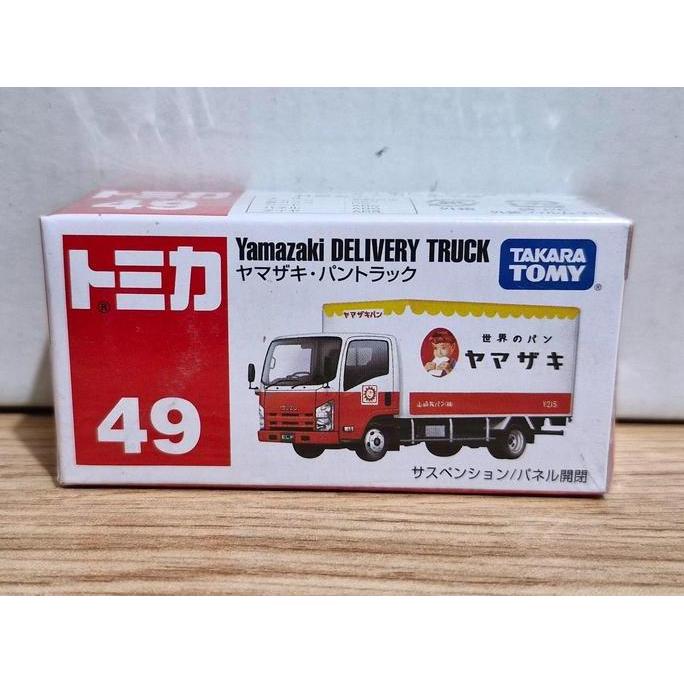 49
トミカ®
49
Yamazaki DELIVERY TRUCK
ヤマザキ・パントラック
TAKARA
TOMY®
ヤマザキパン
世界のパン
ヤマザキ
サスペンション/パネル開閉